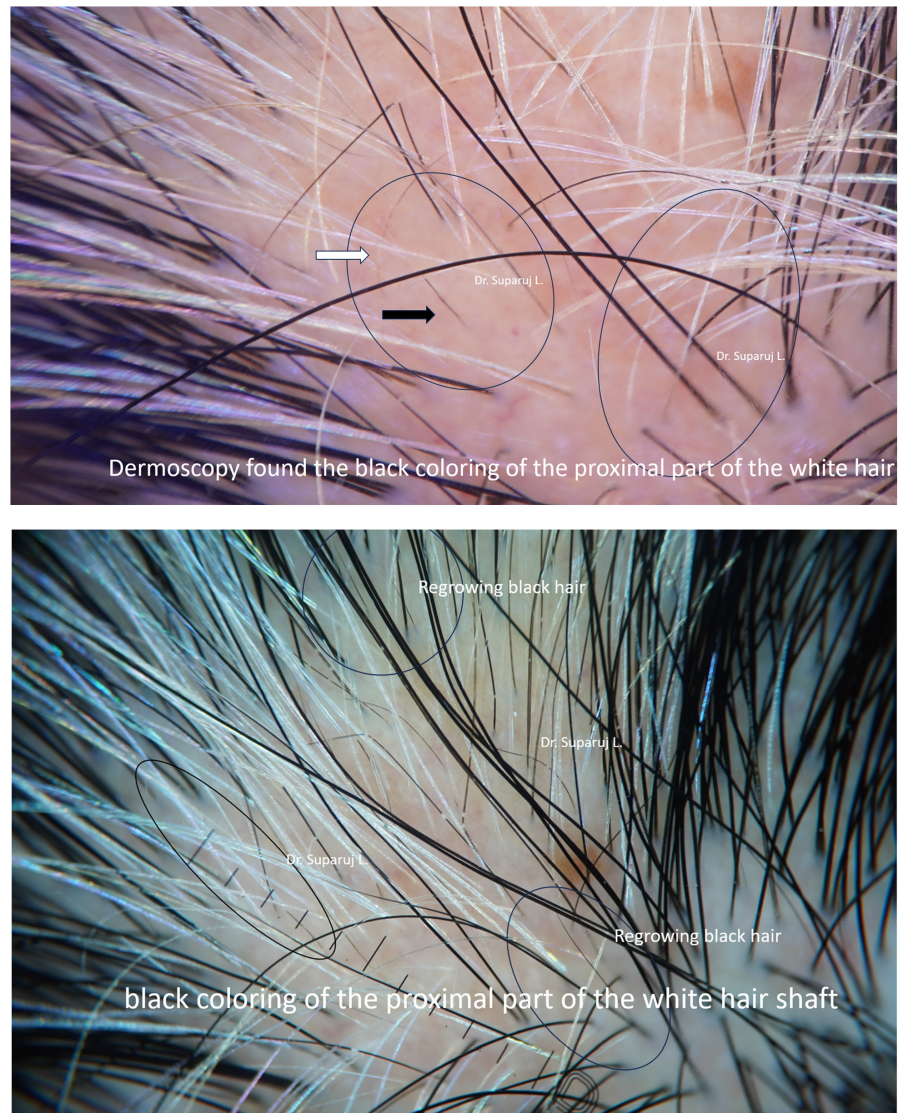 Dr. Suparuj L.
Dr. Suparuj L.
Dermoscopy found the black coloring of the proximal part of the white hair
Regrowing black hair
Dr. Suparuj L.
Dr. Suparuj L.
Regrowing black hair
black coloring of the proximal part of the white hair shaft